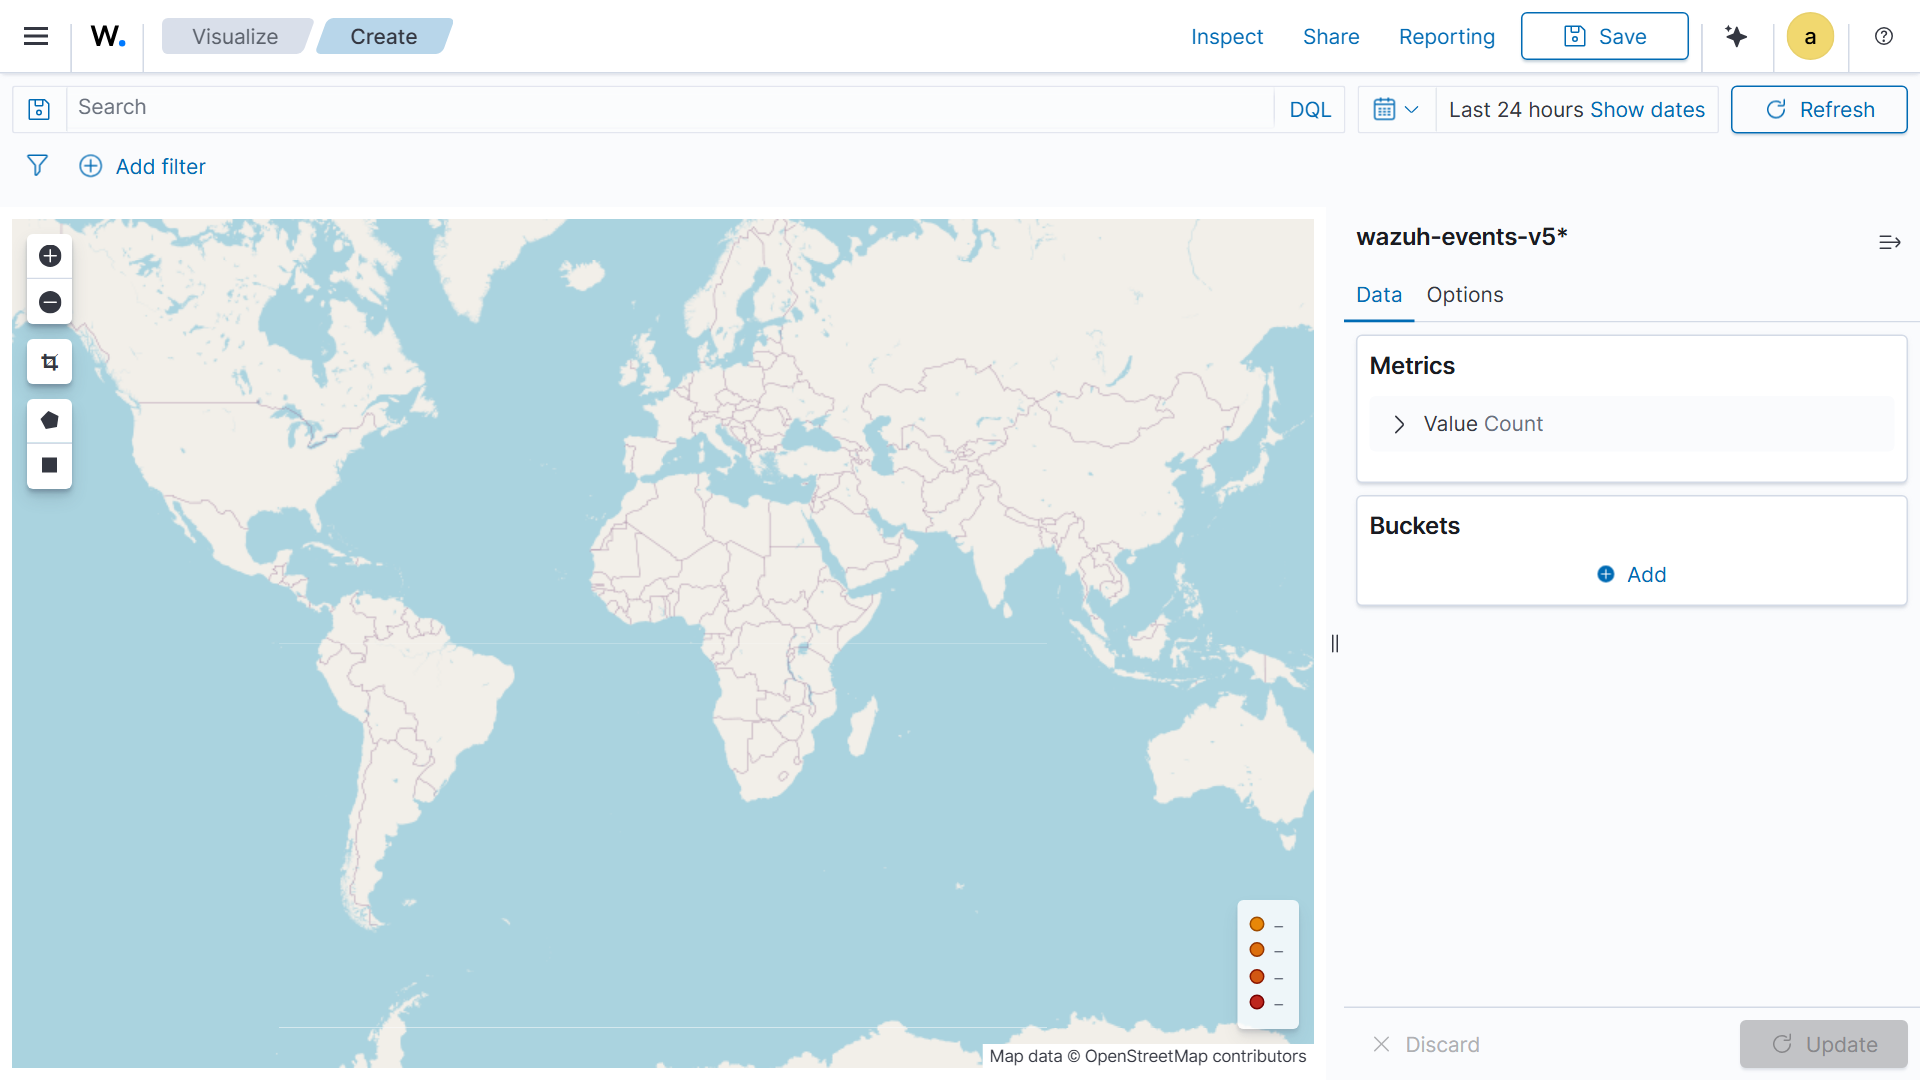 W.
Visualize
Create
Inspect
Share
Reporting
Save
a
Search
DQL
Last 24 hours Show dates
Refresh
Add filter
wazuh-events-v5*
Data
Options
Metrics
Value Count
Buckets
Add
–
–
–
–
Map data © OpenStreetMap contributors
Discard
Update